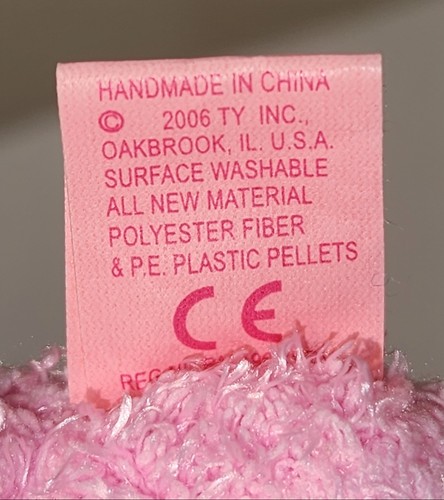 HANDMADE IN CHINA
© 2006 TY INC.,
OAKBROOK, IL. U.S.A.
SURFACE WASHABLE
ALL NEW MATERIAL
POLYESTER FIBER
& P.E. PLASTIC PELLETS
CE